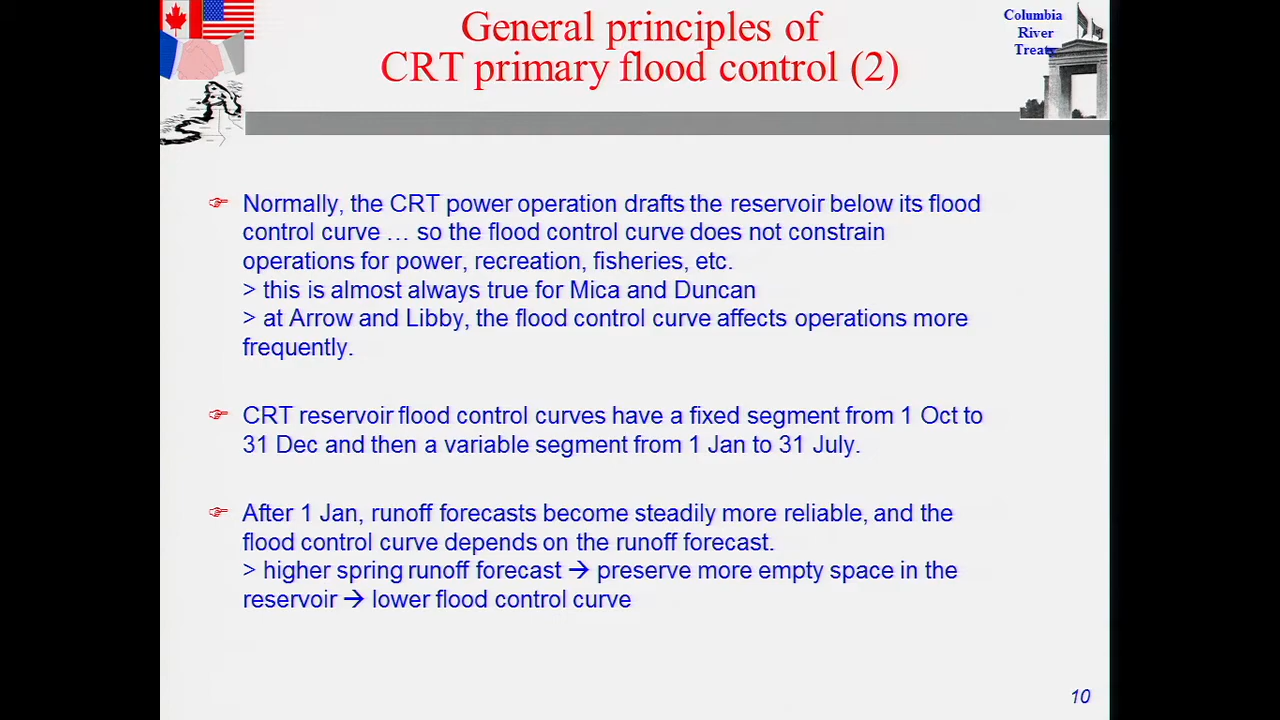 General principles of
CRT primary flood control (2)
Columbia
River
Treaty
Normally, the CRT power operation drafts the reservoir below its flood
control curve … so the flood control curve does not constrain
operations for power, recreation, fisheries, etc.
> this is almost always true for Mica and Duncan
> at Arrow and Libby, the flood control curve affects operations more
frequently.
CRT reservoir flood control curves have a fixed segment from 1 Oct to
31 Dec and then a variable segment from 1 Jan to 31 July.
After 1 Jan, runoff forecasts become steadily more reliable, and the
flood control curve depends on the runoff forecast.
> higher spring runoff forecast → preserve more empty space in the
reservoir → lower flood control curve
10